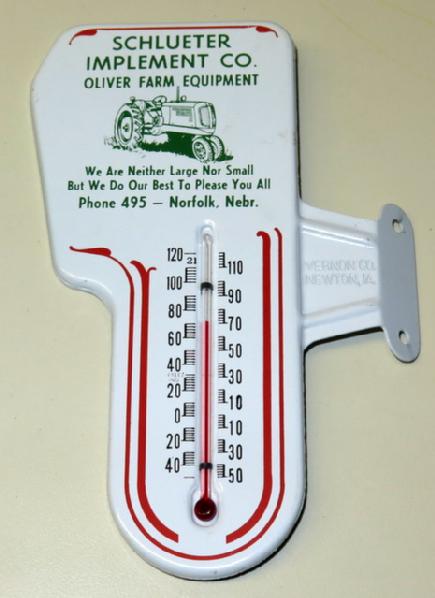 SCHLUETER
IMPLEMENT CO.
OLIVER FARM EQUIPMENT
We Are Neither Large Nor Small
But We Do Our Best To Please You All
Phone 495 — Norfolk, Nebr.
VERNON CO.
NEWTON, IA.
120 110
100 90
80 70
60 50
40 30
20 10
0 10
20 30
40 50